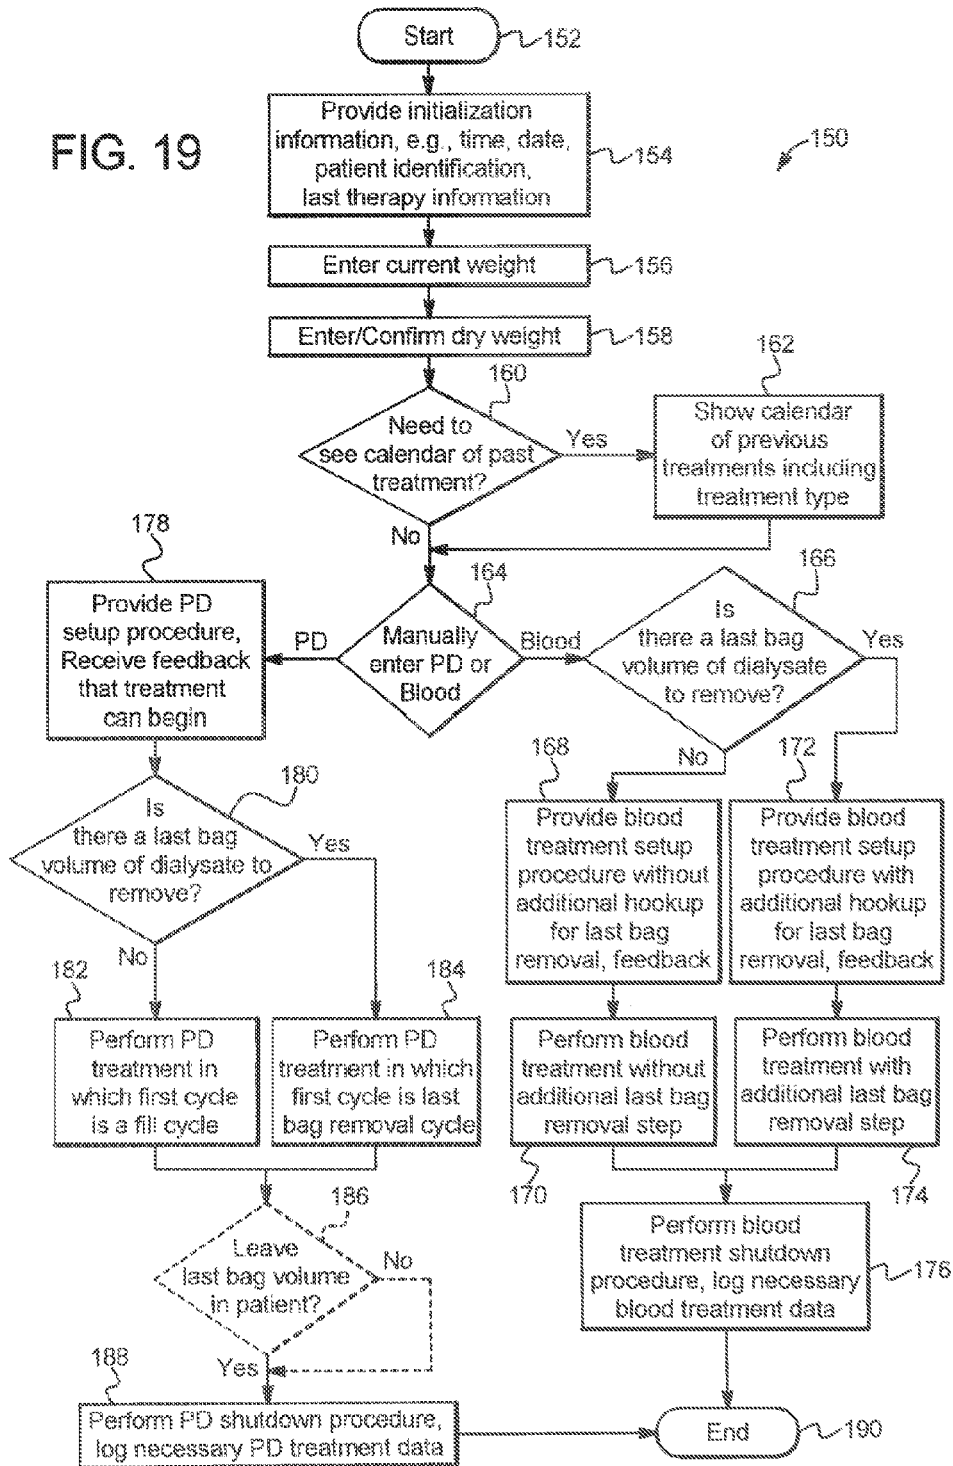 FIG. 19
150
Start
152
Provide initialization
information, e.g., time, date,
patient identification,
last therapy information
154
Enter current weight
156
Enter/Confirm dry weight
158
160
Need to
see calendar of past
treatment?
Yes
No
162
Show calendar
of previous
treatments including
treatment type
164
Manually
enter PD or
Blood
PD
Blood
166
Is
there a last bag
volume of dialysate
to remove?
Yes
No
178
Provide PD
setup procedure,
Receive feedback
that treatment
can begin
180
Is
there a last bag
volume of dialysate to
remove?
Yes
No
168
Provide blood
treatment setup
procedure without
additional hookup
for last bag
removal, feedback
172
Provide blood
treatment setup
procedure with
additional hookup
for last bag
removal, feedback
182
Perform PD
treatment in
which first cycle
is a fill cycle
184
Perform PD
treatment in which
first cycle is last
bag removal cycle
Perform blood
treatment without
additional last bag
removal step
170
Perform blood
treatment with
additional last bag
removal step
174
186
Leave
last bag volume
in patient?
No
Yes
Perform blood
treatment shutdown
procedure, log necessary
blood treatment data
176
188
Perform PD shutdown procedure,
log necessary PD treatment data
End
190